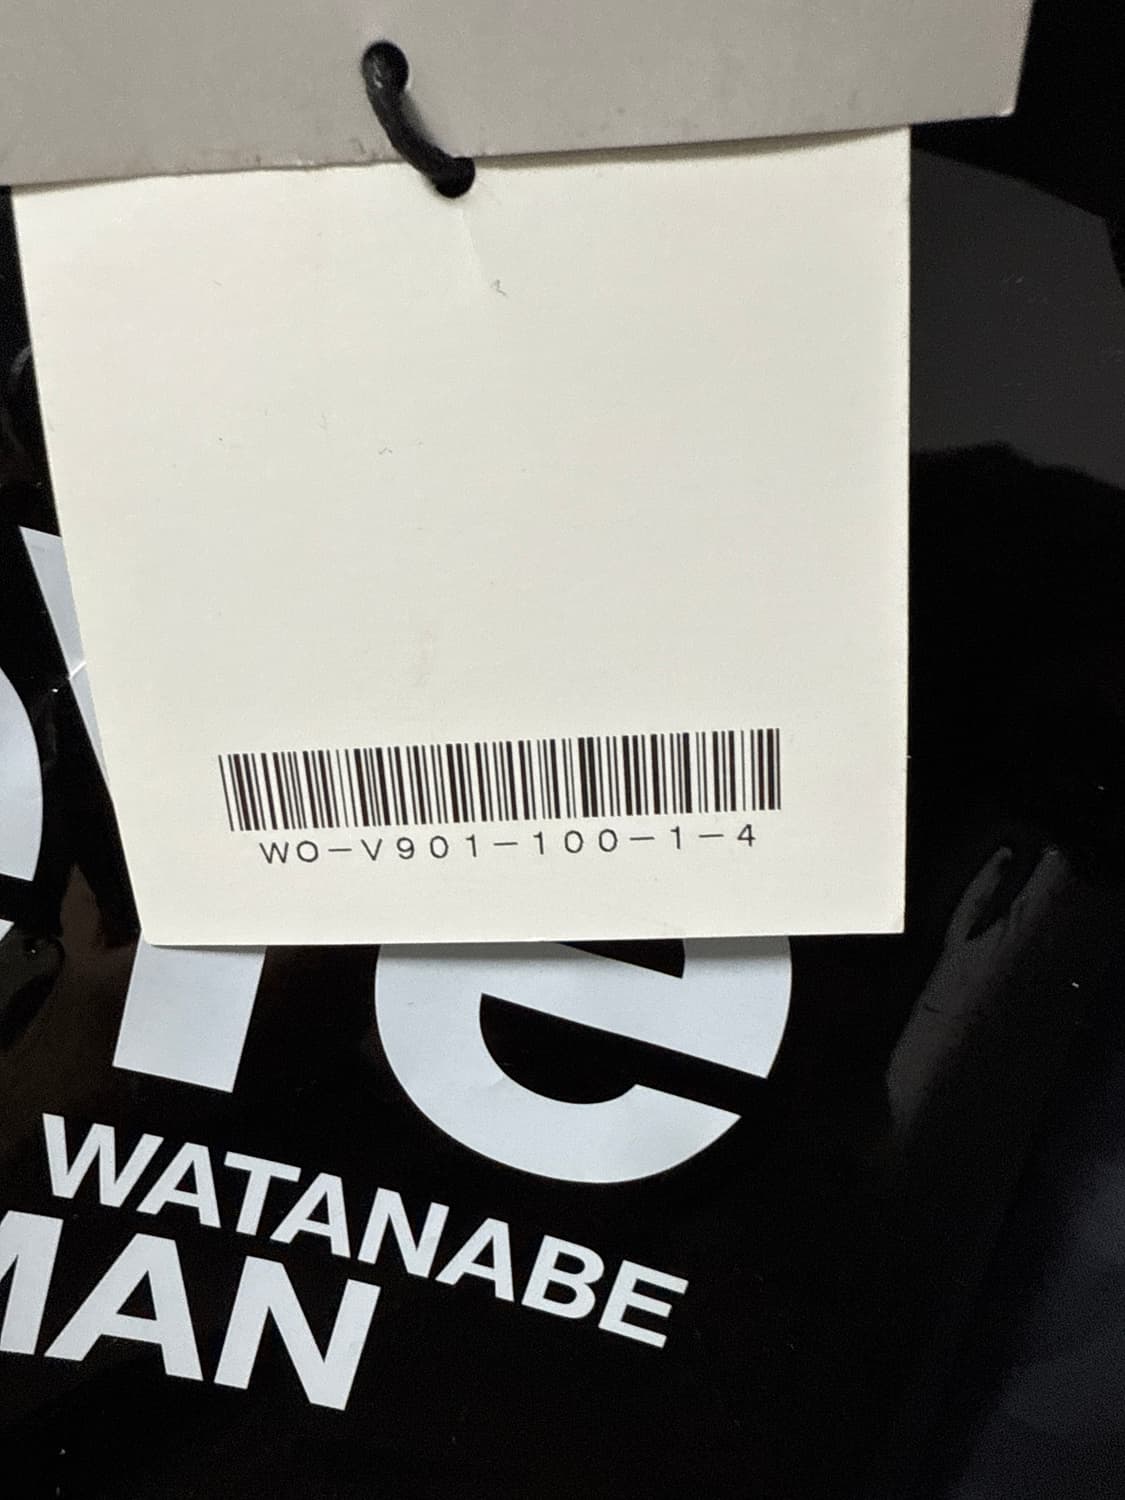 WO-V901-100-1-4
e
WATANABE
MAN